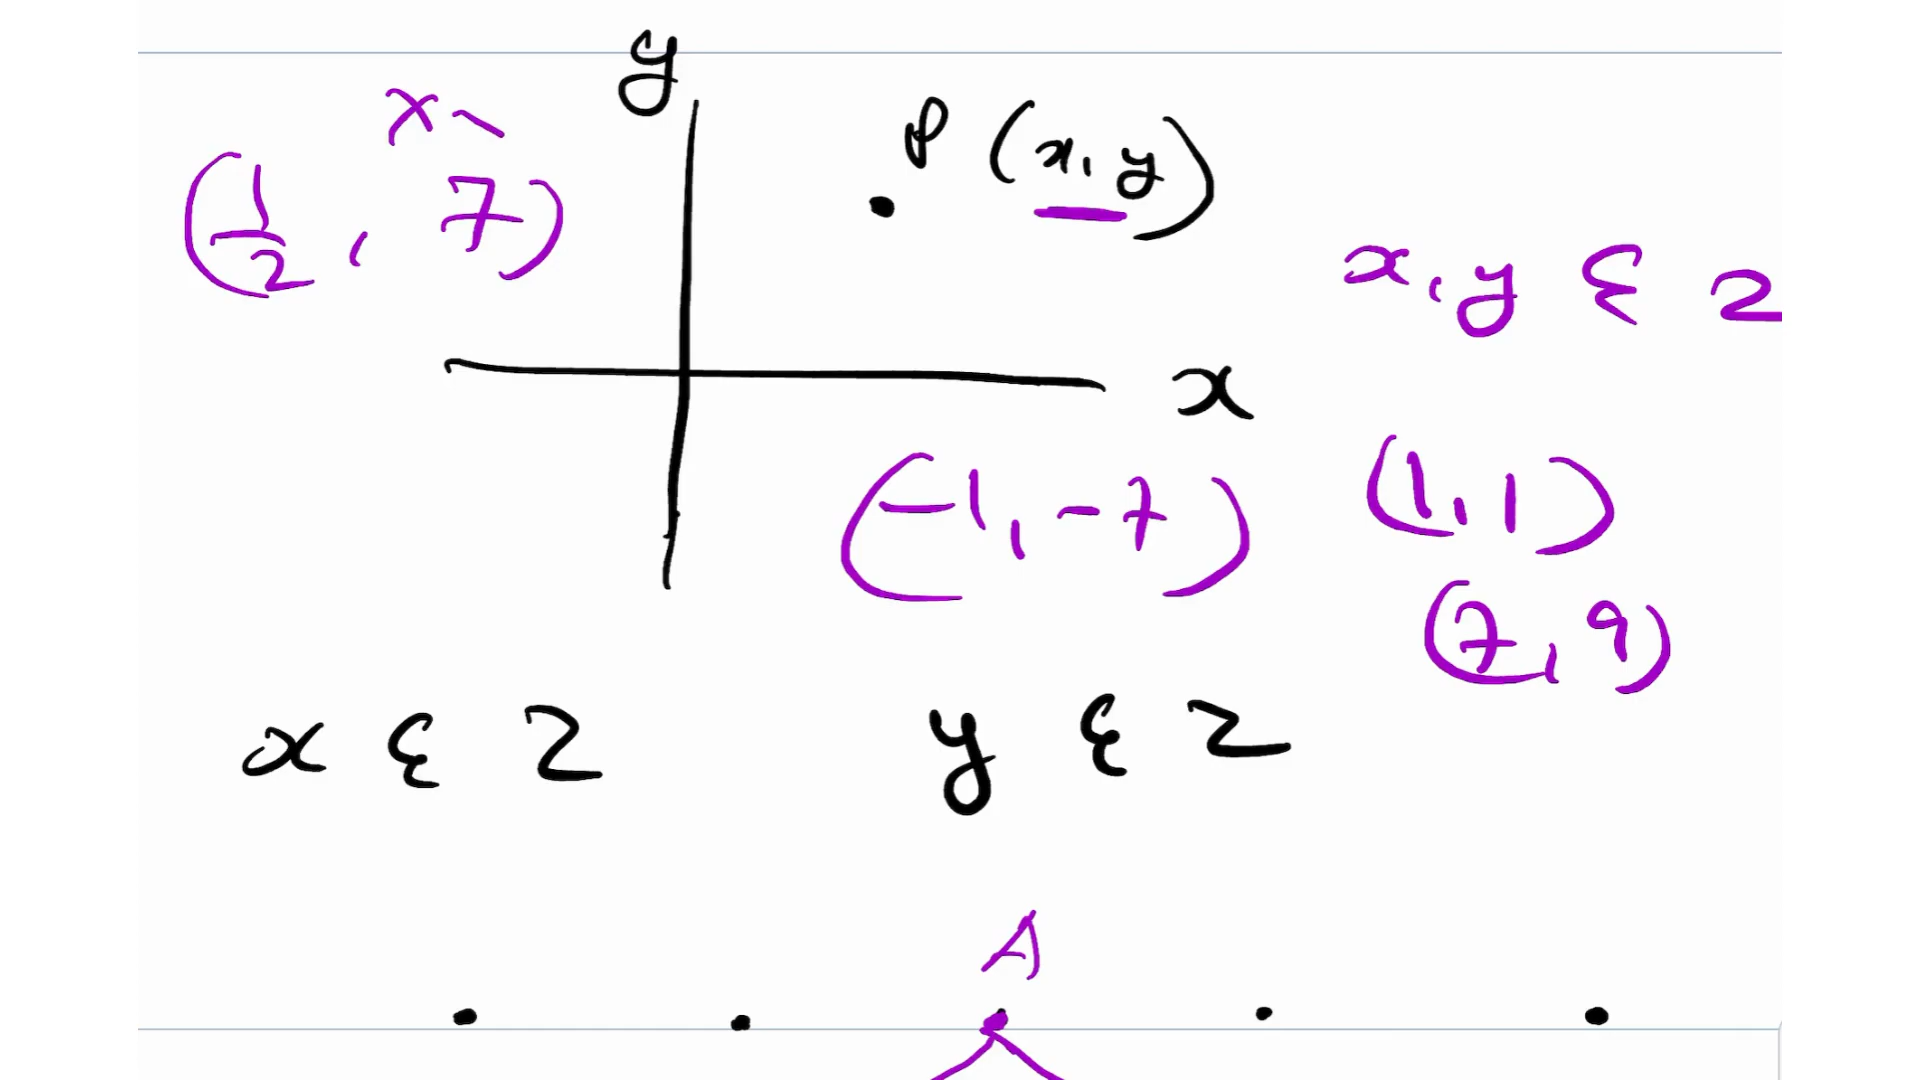 y
x
P (x, y)
(1/2, 7)
x, y ε Z
x
(-1, -7)
(1, 1)
(7, 9)
x ε Z
y ε Z
A